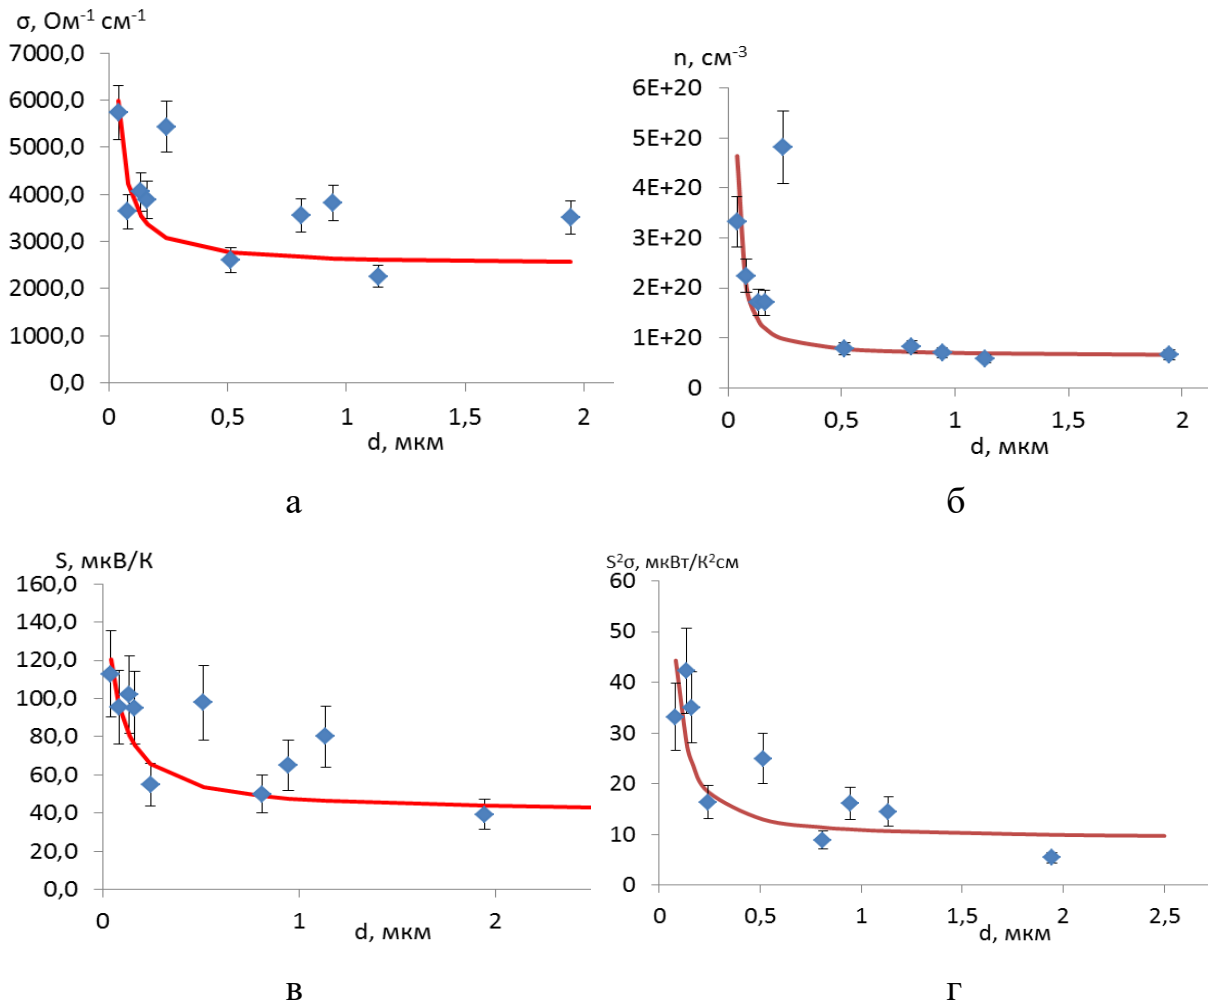 σ, Ом⁻¹ см⁻¹
7000,0
6000,0
5000,0
4000,0
3000,0
2000,0
1000,0
0,0
0 0,5 1 1,5 2
d, мкм
а
n, см⁻³
6E+20
5E+20
4E+20
3E+20
2E+20
1E+20
0
0 0,5 1 1,5 2
d, мкм
б
S, мкВ/К
160,0
140,0
120,0
100,0
80,0
60,0
40,0
20,0
0,0
0 1 2
d, мкм
в
S²σ, мкВт/К²см
60
50
40
30
20
10
0
0 0,5 1 1,5 2 2,5
d, мкм
г